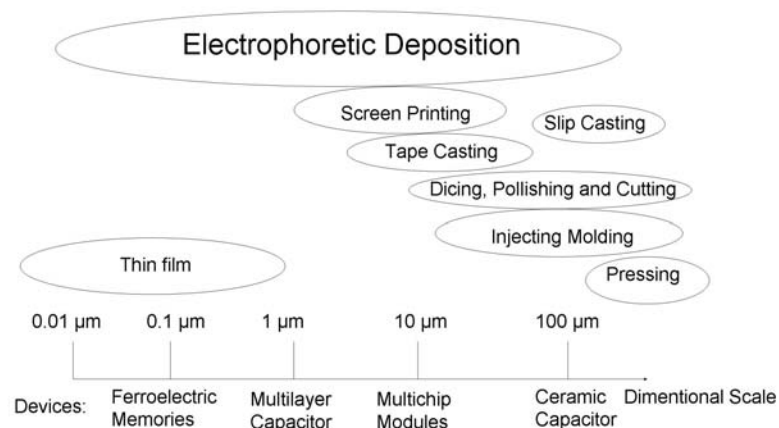 Electrophoretic Deposition
Screen Printing
Slip Casting
Tape Casting
Dicing, Pollishing and Cutting
Injecting Molding
Thin film
Pressing
0.01 µm 0.1 µm 1 µm 10 µm 100 µm
Devices: Ferroelectric Memories Multilayer Capacitor Multichip Modules Ceramic Capacitor Dimentional Scale